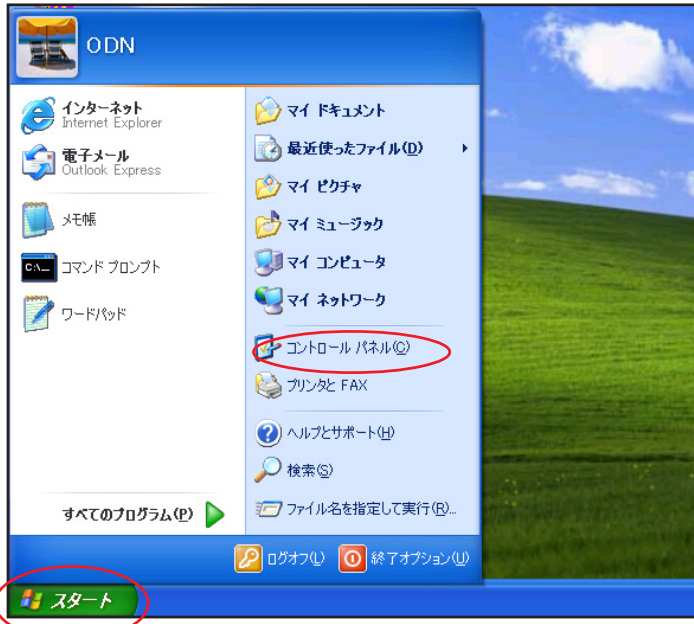 ODN
インターネット
Internet Explorer
電子メール
Outlook Express
メモ帳
C:\_
コマンド プロンプト
ワードパッド
すべてのプログラム(P)
マイ ドキュメント
最近使ったファイル(D)
マイ ピクチャ
マイ ミュージック
マイ コンピュータ
マイ ネットワーク
コントロール パネル(C)
プリンタと FAX
ヘルプとサポート(H)
検索(S)
ファイル名を指定して実行(R)...
ログオフ(L)
終了オプション(U)
スタート